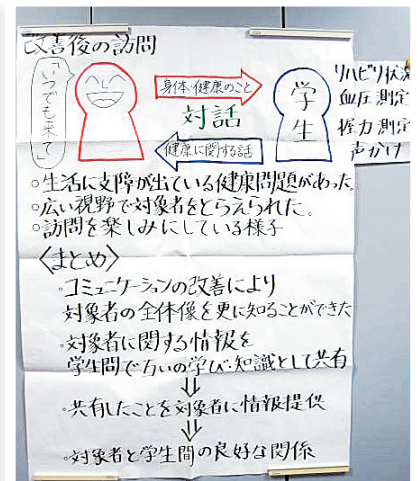 改善後の訪問
「いつでも来て」
身体・健康のこと
対話
健康に関する話
学生
リハビリ状況
血圧測定
握力測定
声かけ
○生活に支障が出ている健康問題があった。
○広い視野で対象者をとらえられた。
○訪問を楽しみにしている様子
〈まとめ〉
・コミュニケーションの改善により
対象者の全体像を更に知ることができた
・対象者に関する情報を
学生間で互いの学び・知識として共有
⇓
・共有したことを対象者に情報提供
⇓
・対象者と学生間の良好な関係